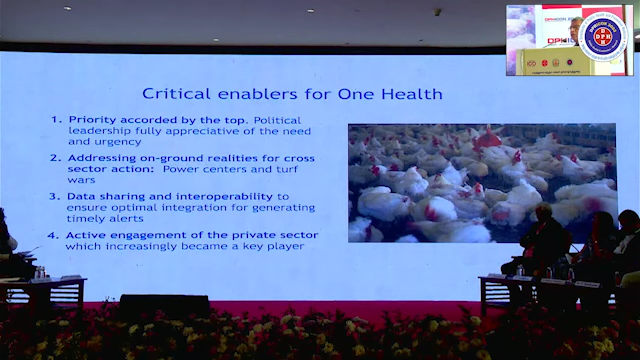 Critical enablers for One Health
1. Priority accorded by the top. Political
leadership fully appreciative of the need
and urgency
2. Addressing on-ground realities for cross
sector action: Power centers and turf
wars
3. Data sharing and interoperability to
ensure optimal integration for generating
timely alerts
4. Active engagement of the private sector
which increasingly became a key player